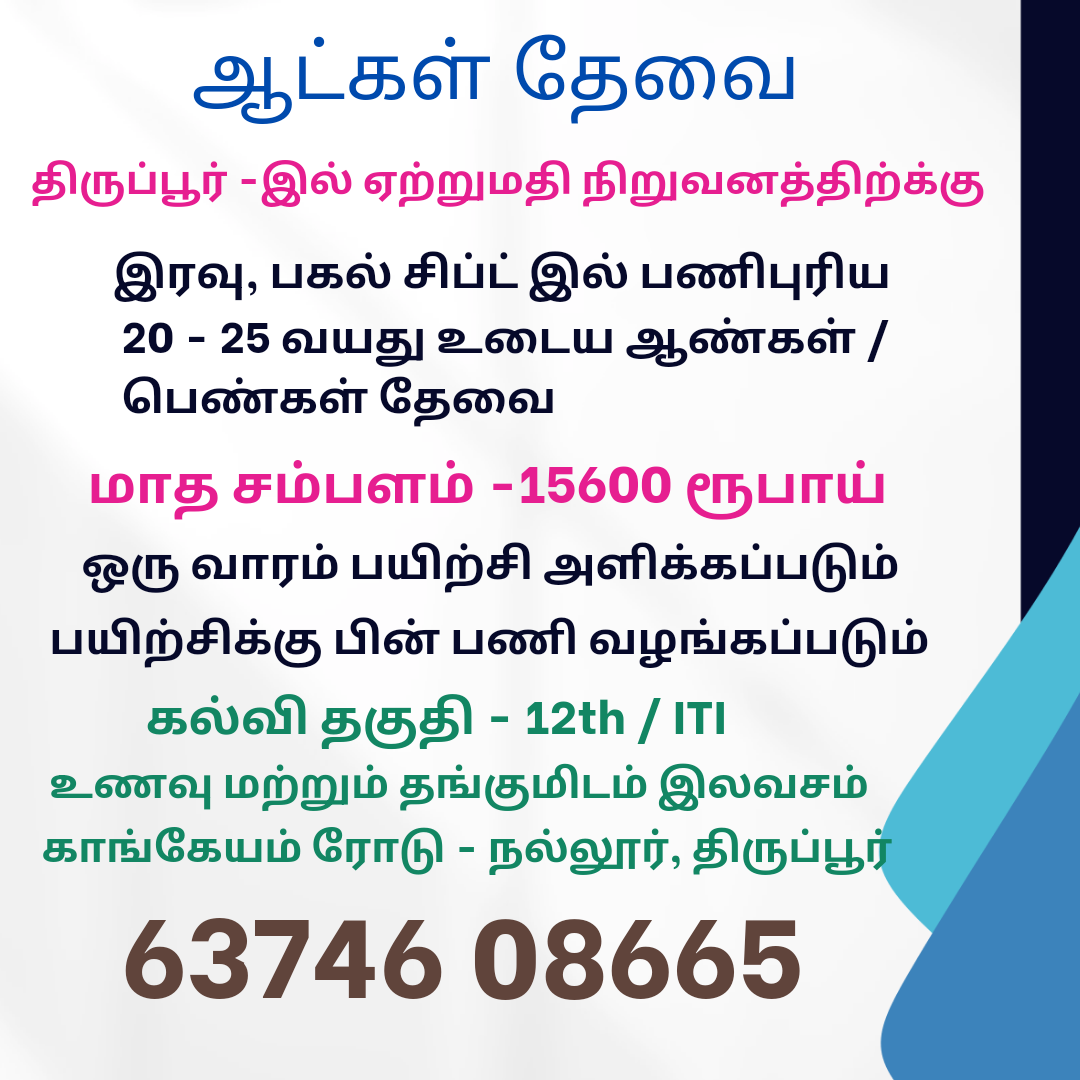 ஆட்கள் தேவை
திருப்பூர் -இல் ஏற்றுமதி நிறுவனத்திற்க்கு
இரவு, பகல் சிப்ட் இல் பணிபுரிய
20 - 25 வயது உடைய ஆண்கள் /
பெண்கள் தேவை
மாத சம்பளம் -15600 ரூபாய்
ஒரு வாரம் பயிற்சி அளிக்கப்படும்
பயிற்சிக்கு பின் பணி வழங்கப்படும்
கல்வி தகுதி - 12th / ITI
உணவு மற்றும் தங்குமிடம் இலவசம்
காங்கேயம் ரோடு - நல்லூர், திருப்பூர்
63746 08665